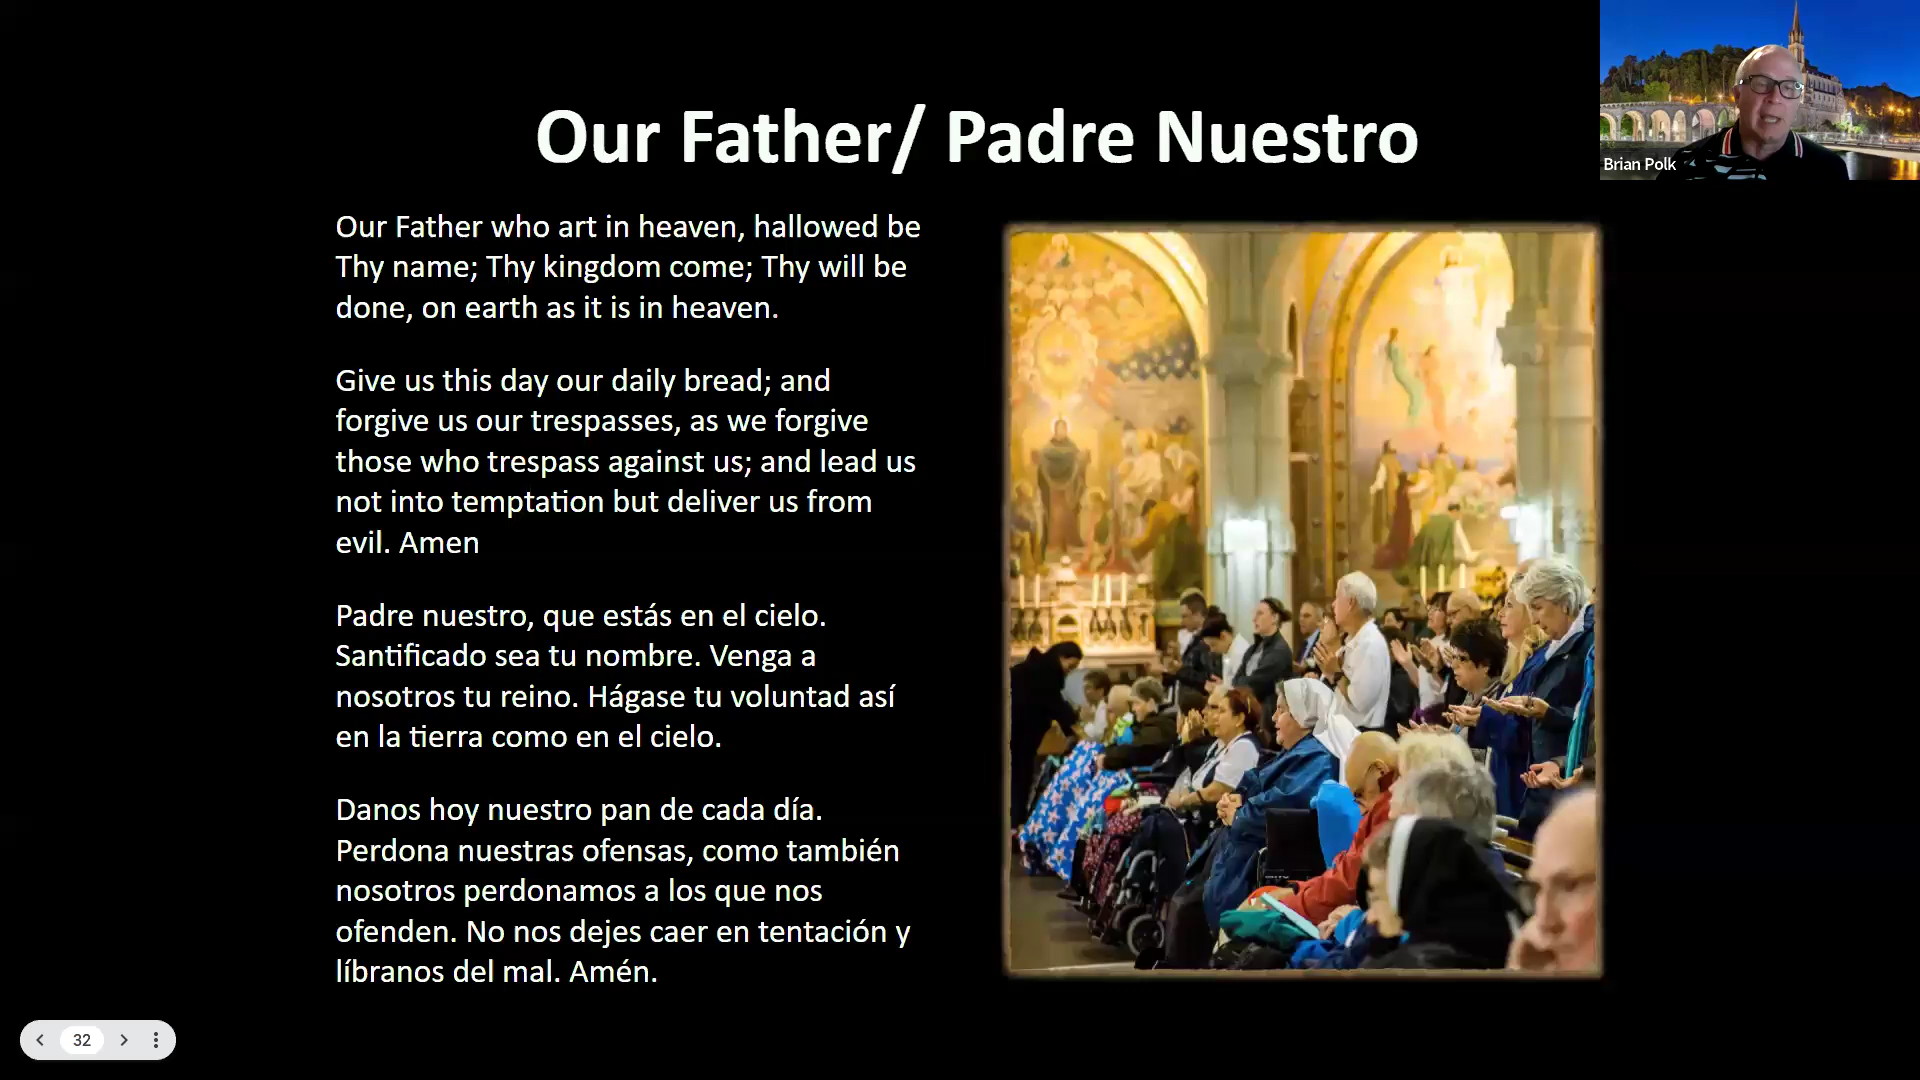 Our Father/ Padre Nuestro
Brian Polk
Our Father who art in heaven, hallowed be
Thy name; Thy kingdom come; Thy will be
done, on earth as it is in heaven.
Give us this day our daily bread; and
forgive us our trespasses, as we forgive
those who trespass against us; and lead us
not into temptation but deliver us from
evil. Amen
Padre nuestro, que estás en el cielo.
Santificado sea tu nombre. Venga a
nosotros tu reino. Hágase tu voluntad así
en la tierra como en el cielo.
Danos hoy nuestro pan de cada día.
Perdona nuestras ofensas, como también
nosotros perdonamos a los que nos
ofenden. No nos dejes caer en tentación y
líbranos del mal. Amén.
32